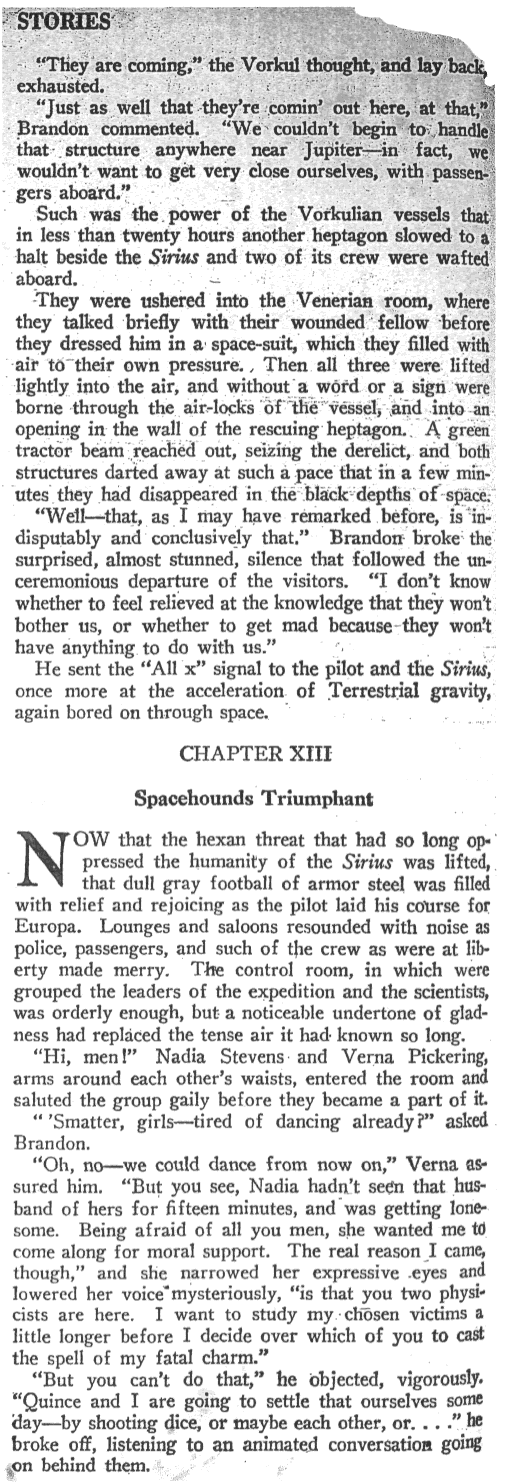 STORIES
"They are coming," the Vorkul thought, and lay back,
exhausted.
"Just as well that they're comin' out here, at that,"
Brandon commented. "We couldn't begin to handle
that structure anywhere near Jupiter—in fact, we
wouldn't want to get very close ourselves, with passen-
gers aboard."
Such was the power of the Vorkulian vessels that
in less than twenty hours another heptagon slowed to a
halt beside the Sirius and two of its crew were wafted
aboard.
They were ushered into the Venerian room, where
they talked briefly with their wounded fellow before
they dressed him in a space-suit, which they filled with
air to their own pressure. Then all three were lifted
lightly into the air, and without a word or a sign were
borne through the air-locks of the vessel, and into an
opening in the wall of the rescuing heptagon. A green
tractor beam reached out, seizing the derelict, and both
structures darted away at such a pace that in a few min-
utes they had disappeared in the black depths of space.
"Well—that, as I may have remarked before, is in-
disputably and conclusively that." Brandon broke the
surprised, almost stunned, silence that followed the un-
ceremonious departure of the visitors. "I don't know
whether to feel relieved at the knowledge that they won't
bother us, or whether to get mad because they won't
have anything to do with us."
He sent the "All x" signal to the pilot and the Sirius,
once more at the acceleration of Terrestrial gravity,
again bored on through space.
CHAPTER XIII
Spacehounds Triumphant
NOW that the hexan threat that had so long op-
pressed the humanity of the Sirius was lifted,
that dull gray football of armor steel was filled
with relief and rejoicing as the pilot laid his course for
Europa. Lounges and saloons resounded with noise as
police, passengers, and such of the crew as were at lib-
erty made merry. The control room, in which were
grouped the leaders of the expedition and the scientists,
was orderly enough, but a noticeable undertone of glad-
ness had replaced the tense air it had known so long.
"Hi, men!" Nadia Stevens and Verna Pickering,
arms around each other's waists, entered the room and
saluted the group gaily before they became a part of it.
" 'Smatter, girls—tired of dancing already?" asked
Brandon.
"Oh, no—we could dance from now on," Verna as-
sured him. "But you see, Nadia hadn't seen that hus-
band of hers for fifteen minutes, and was getting lone-
some. Being afraid of all you men, she wanted me to
come along for moral support. The real reason I came,
though," and she narrowed her expressive eyes and
lowered her voice mysteriously, "is that you two physi-
cists are here. I want to study my chosen victims a
little longer before I decide over which of you to cast
the spell of my fatal charm."
"But you can't do that," he objected, vigorously.
"Quince and I are going to settle that ourselves some
day—by shooting dice, or maybe each other, or. . . ." he
broke off, listening to an animated conversation going
on behind them.